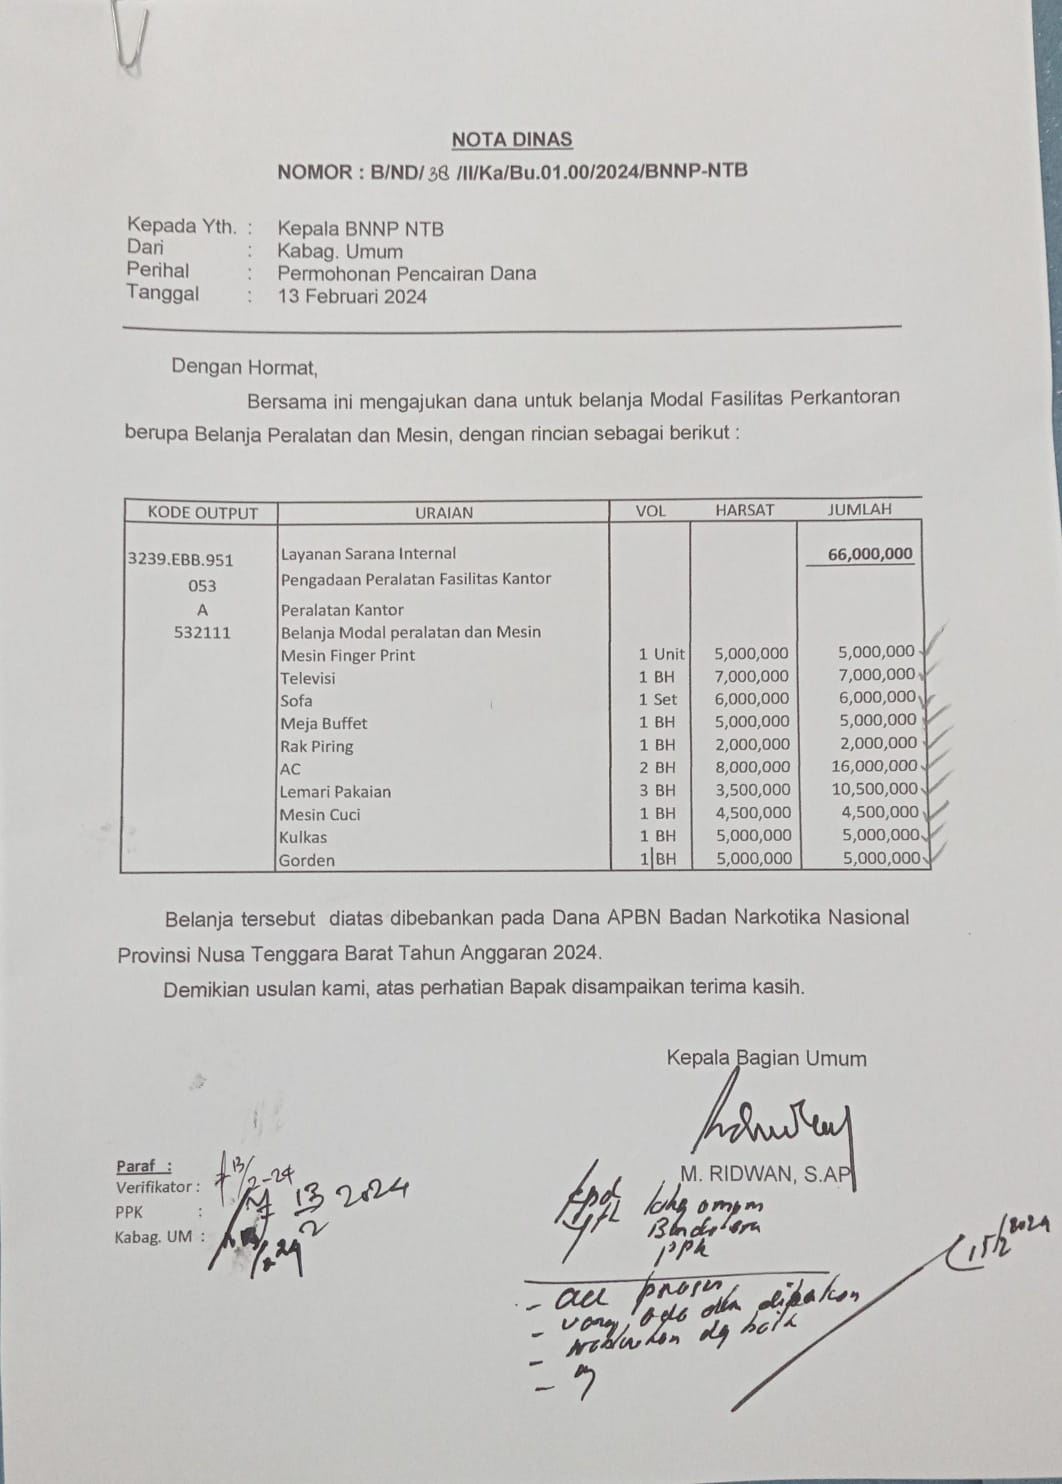 NOTA DINAS
NOMOR : B/ND/38 /II/Ka/Bu.01.00/2024/BNNP-NTB
Kepada Yth. : Kepala BNNP NTB
Dari : Kabag. Umum
Perihal : Permohonan Pencairan Dana
Tanggal : 13 Februari 2024
Dengan Hormat,
Bersama ini mengajukan dana untuk belanja Modal Fasilitas Perkantoran
berupa Belanja Peralatan dan Mesin, dengan rincian sebagai berikut :
KODE OUTPUT URAIAN VOL HARSAT JUMLAH
3239.EBB.951 Layanan Sarana Internal 66,000,000
053 Pengadaan Peralatan Fasilitas Kantor
A Peralatan Kantor
532111 Belanja Modal peralatan dan Mesin
Mesin Finger Print 1 Unit 5,000,000 5,000,000
Televisi 1 BH 7,000,000 7,000,000
Sofa 1 Set 6,000,000 6,000,000
Meja Buffet 1 BH 5,000,000 5,000,000
Rak Piring 1 BH 2,000,000 2,000,000
AC 2 BH 8,000,000 16,000,000
Lemari Pakaian 3 BH 3,500,000 10,500,000
Mesin Cuci 1 BH 4,500,000 4,500,000
Kulkas 1 BH 5,000,000 5,000,000
Gorden 1 BH 5,000,000 5,000,000
Belanja tersebut diatas dibebankan pada Dana APBN Badan Narkotika Nasional
Provinsi Nusa Tenggara Barat Tahun Anggaran 2024.
Demikian usulan kami, atas perhatian Bapak disampaikan terima kasih.
Kepala Bagian Umum
M. RIDWAN, S.AP
Paraf :
Verifikator : 13/2-24
PPK : 13/2 2024
Kabag. UM :
Kpd
Yth
PPK
15/2 2024
- acc proses
-
- dg baik
-